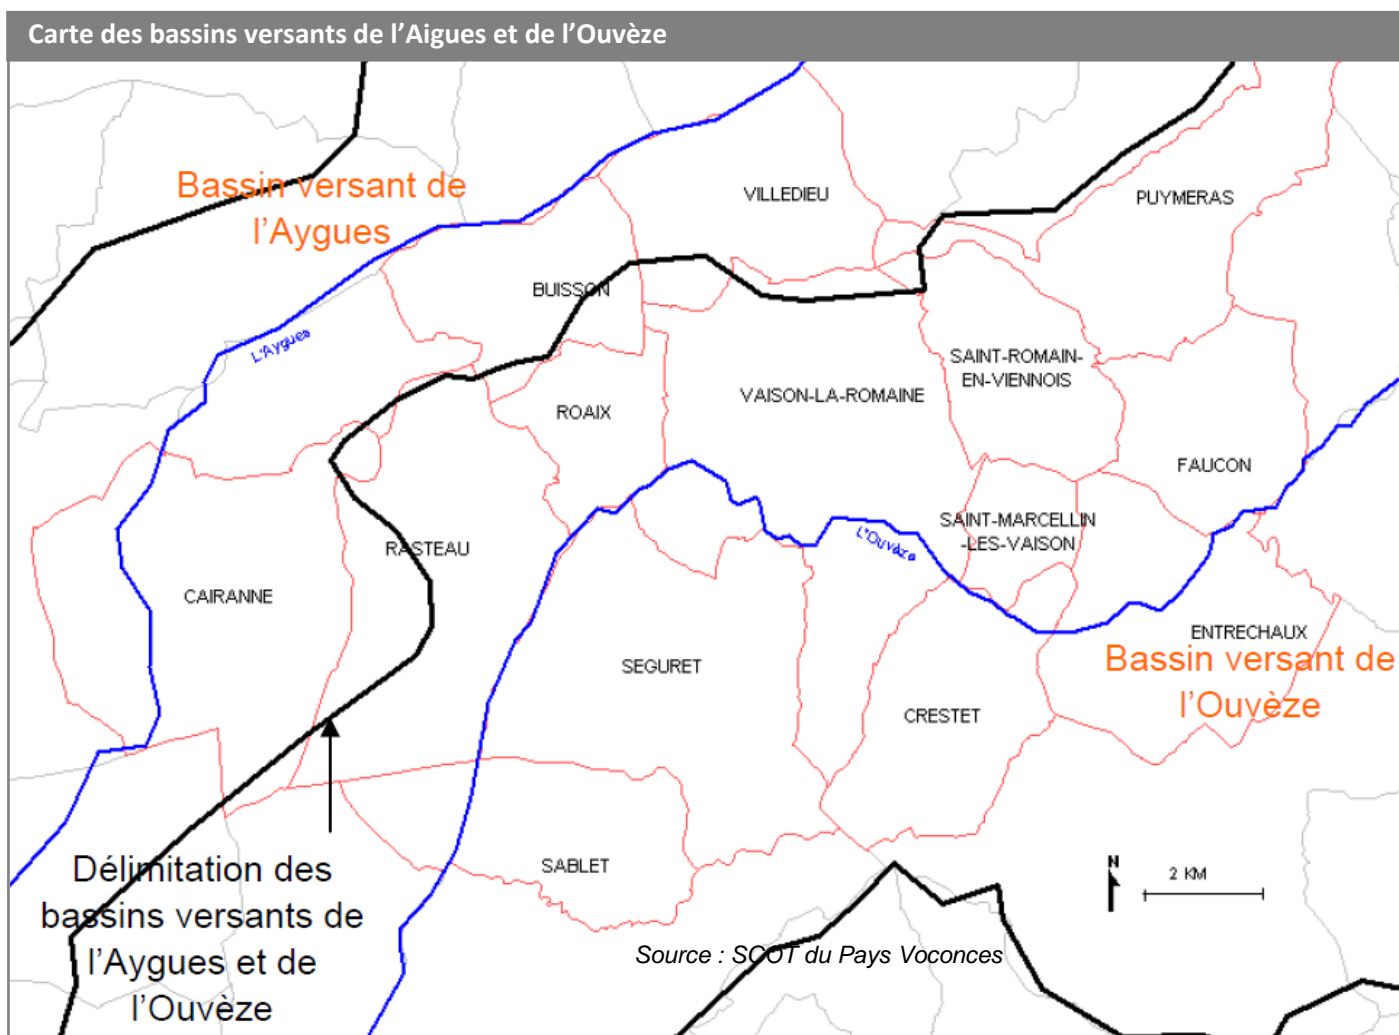 Carte des bassins versants de l’Aigues et de l’Ouvèze
Bassin versant de
l’Aygues
VILLEDIEU
PUYMERAS
BUISSON
L'Aygues
SAINT-ROMAIN-
EN-VIENNOIS
VAISON-LA-ROMAINE
ROAIX
FAUCON
SAINT-MARCELLIN
-LES-VAISON
L'Ouvèze
RASTEAU
CAIRANNE
ENTRECHAUX
Bassin versant de
l’Ouvèze
SEGURET
CRESTET
SABLET
N
2 KM
Délimitation des
bassins versants de
l’Aygues et de
l’Ouvèze
Source : SCOT du Pays Voconces